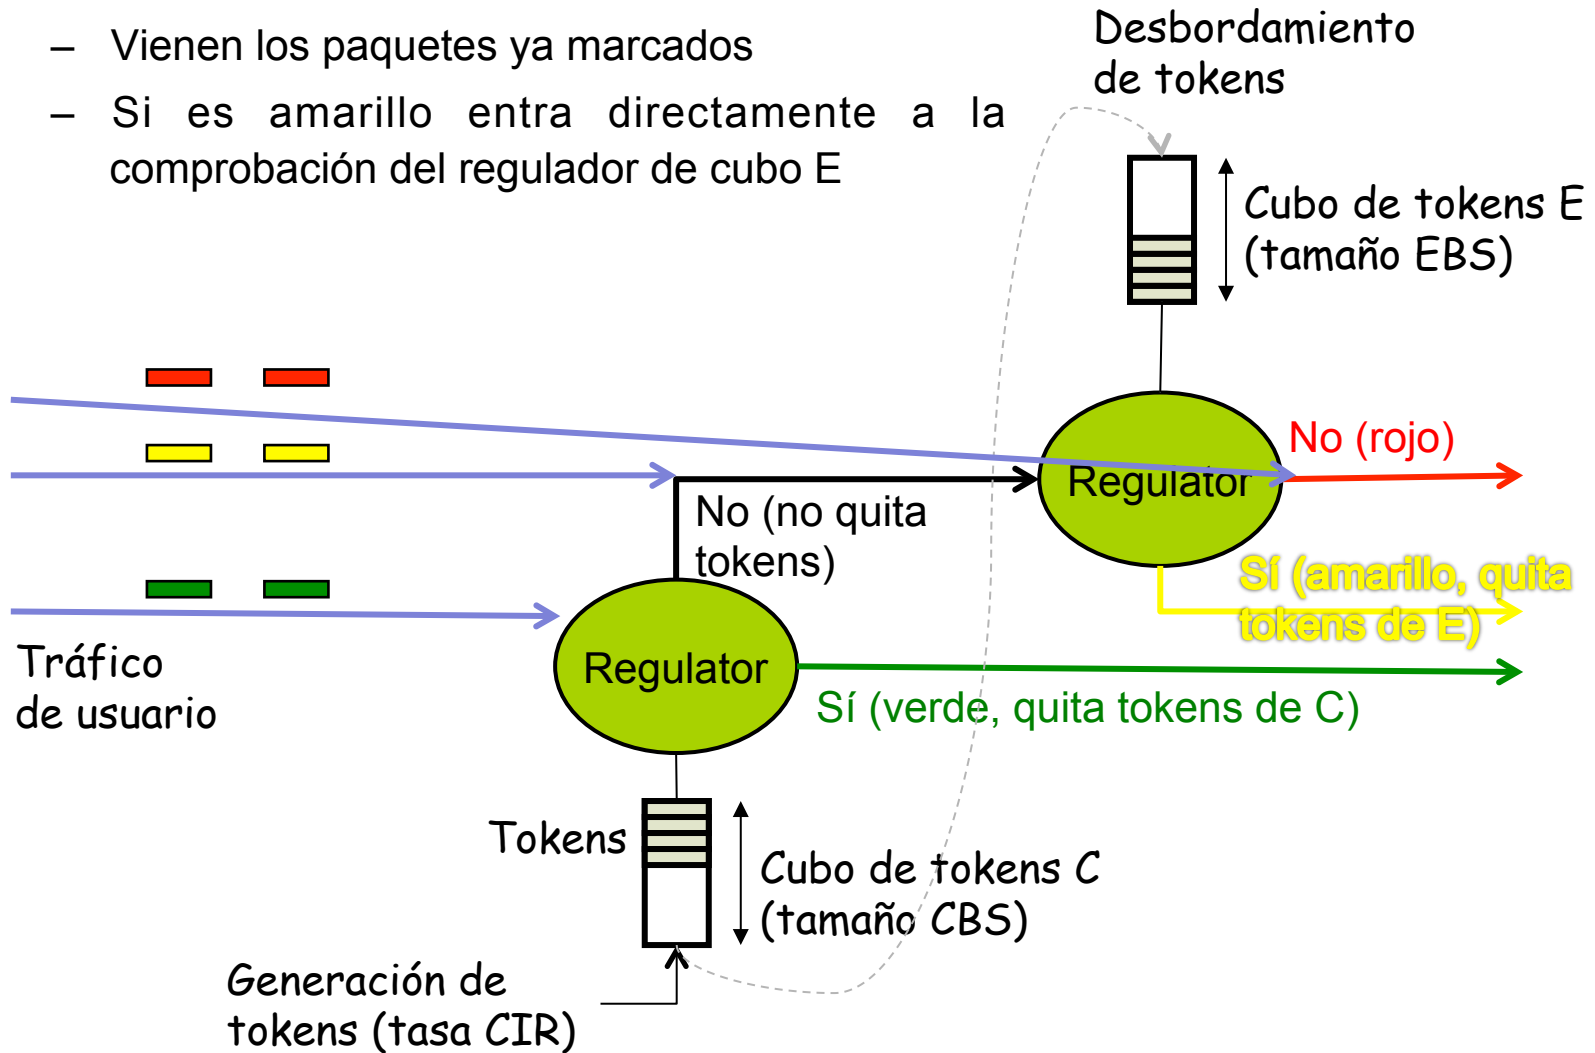 – Vienen los paquetes ya marcados
– Si es amarillo entra directamente a la
comprobación del regulador de cubo E
Desbordamiento
de tokens
Cubo de tokens E
(tamaño EBS)
No (rojo)
Regulator
No (no quita
tokens)
Sí (amarillo, quita
tokens de E)
Tráfico
de usuario
Regulator
Sí (verde, quita tokens de C)
Tokens
Cubo de tokens C
(tamaño CBS)
Generación de
tokens (tasa CIR)